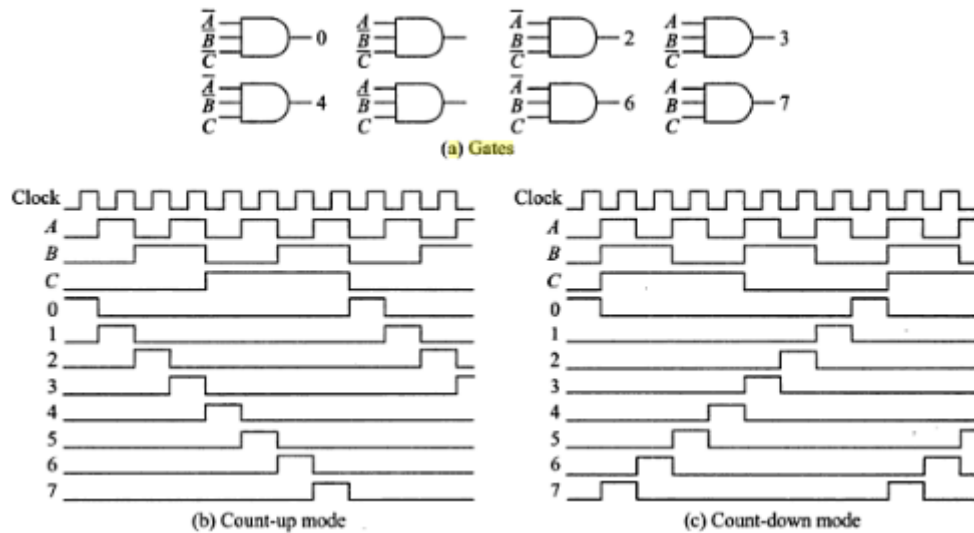 A̅ A A̅ A
B̅ 0 B̅ B 2 B 3
C̅ C̅ C̅ C̅
A̅ A A̅ A
B̅ 4 B̅ B 6 B 7
C C C C
(a) Gates
Clock
A
B
C
0
1
2
3
4
5
6
7
(b) Count-up mode
Clock
A
B
C
0
1
2
3
4
5
6
7
(c) Count-down mode